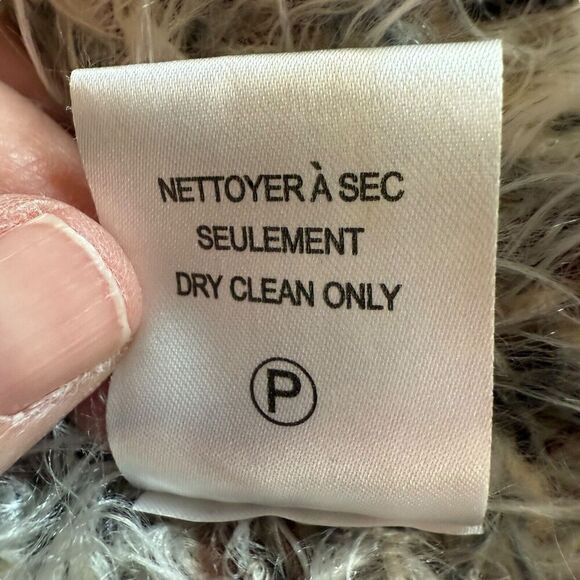 NETTOYER À SEC
SEULEMENT
DRY CLEAN ONLY
P